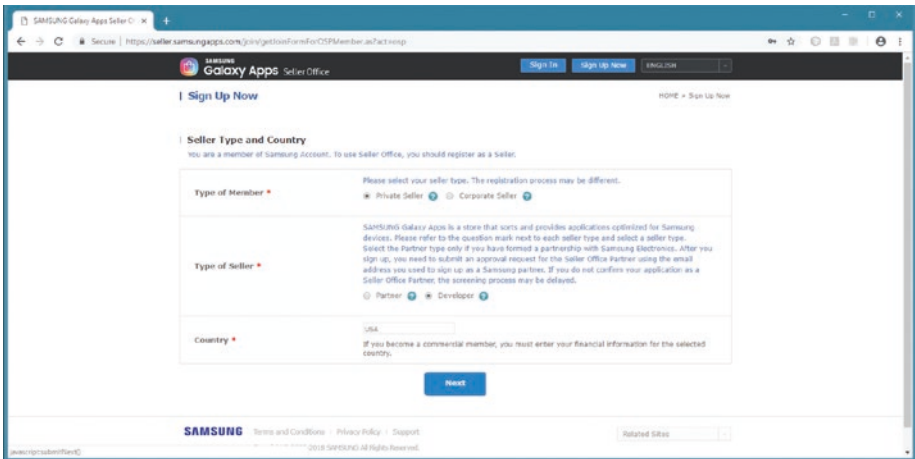 SAMSUNG Galaxy Apps Seller O
Secure | https://seller.samsungapps.com/join/getJoinFormForOSPMember.as?act=osp
SAMSUNG
Galaxy Apps Seller Office
Sign In
Sign Up Now
ENGLISH
Sign Up Now
HOME > Sign Up Now
Seller Type and Country
You are a member of Samsung Account. To use Seller Office, you should register as a Seller.
Type of Member *
Please select your seller type. The registration process may be different.
Private Seller ? Corporate Seller ?
Type of Seller *
SAMSUNG Galaxy Apps is a store that sorts and provides applications optimized for Samsung
devices. Please refer to the question mark next to each seller type and select a seller type.
Select the Partner type only if you have formed a partnership with Samsung Electronics. After you
sign up, you need to submit an approval request for the Seller Office Partner using the email
address you used to sign up as a Samsung partner. If you do not confirm your application as a
Seller Office Partner, the screening process may be delayed.
Partner ? Developer ?
Country *
USA
If you become a commercial member, you must enter your financial information for the selected
country.
Next
SAMSUNG
Terms and Conditions | Privacy Policy | Support
Related Sites
2018 SAMSUNG All Rights Reserved.
javascript:submitNext()